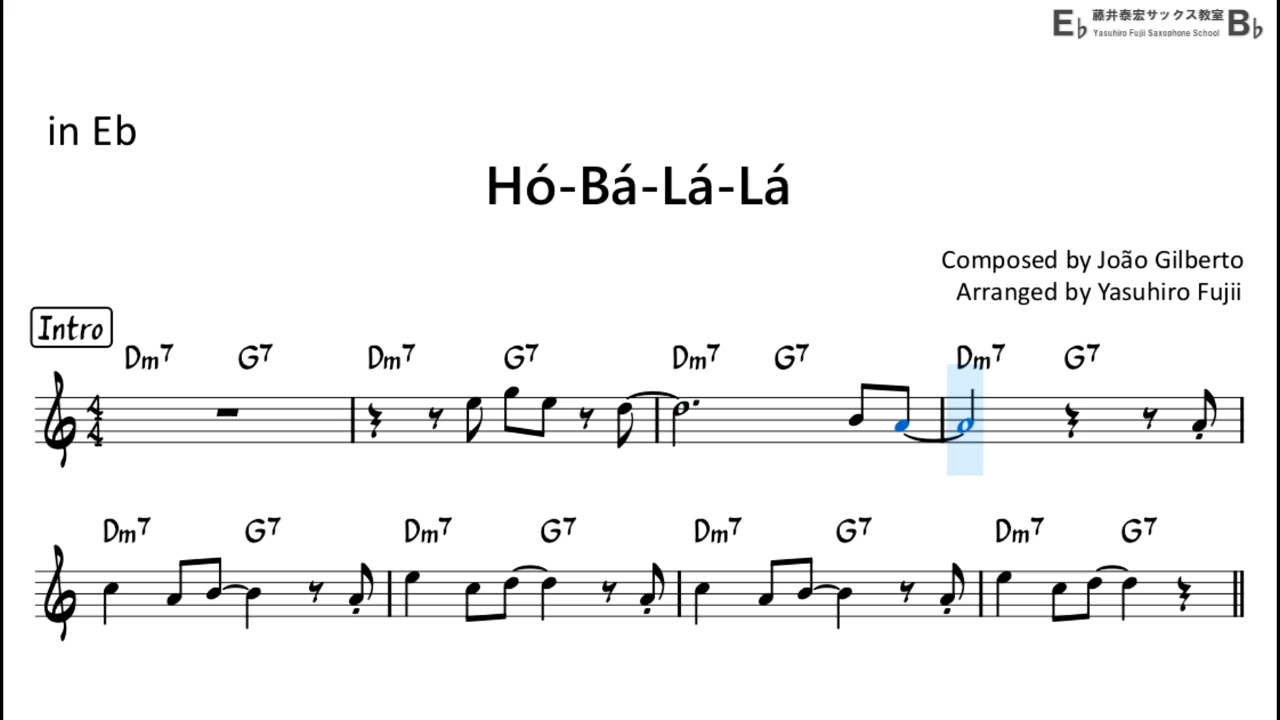 E♭ 藤井泰宏サックス教室 B♭
Yasuhiro Fujii Saxophone School
in Eb
Hó-Bá-Lá-Lá
Composed by João Gilberto
Arranged by Yasuhiro Fujii
Intro
Dm7 G7 Dm7 G7 Dm7 G7 Dm7 G7
4
4
Dm7 G7 Dm7 G7 Dm7 G7 Dm7 G7